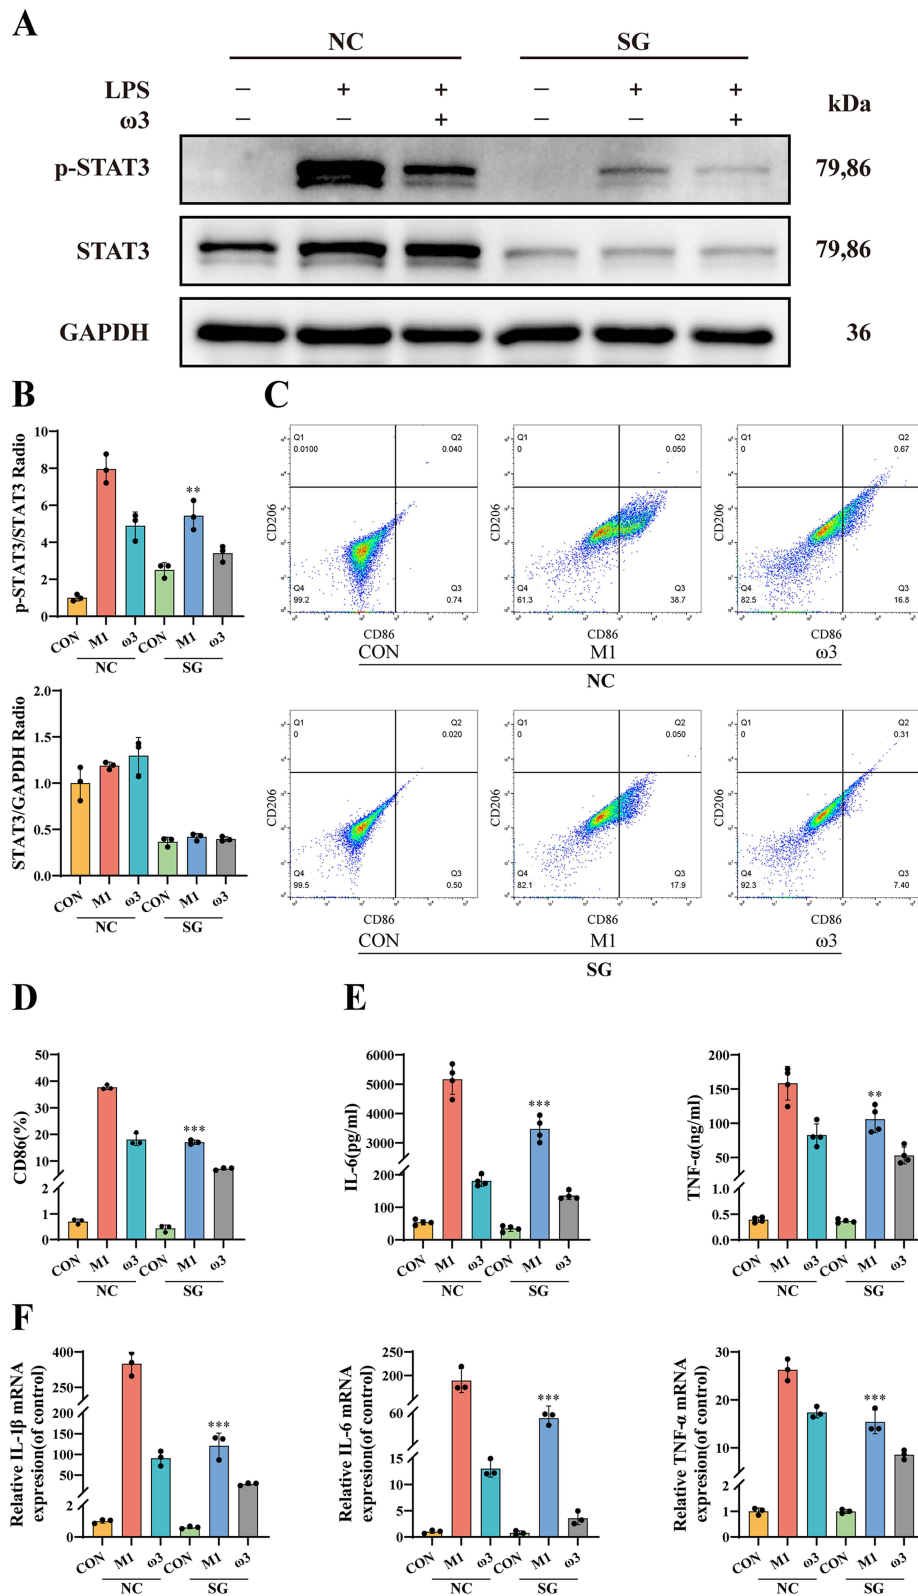 A
NC SG
LPS – + + – + + kDa
ω3 – – + – – +
p-STAT3 79,86
STAT3 79,86
GAPDH 36
B
p-STAT3/STAT3 Radio
10
8
6
4
2
0
**
CON M1 ω3 CON M1 ω3
NC SG
STAT3/GAPDH Radio
2.0
1.5
1.0
0.5
0.0
CON M1 ω3 CON M1 ω3
NC SG
C
Q1 Q2
0.0100 0.040
CD206
Q4 Q3
99.2 0.74
CD86
CON
Q1 Q2
0 0.050
CD206
Q4 Q3
61.3 38.7
CD86
M1
Q1 Q2
0 0.67
CD206
Q4 Q3
82.5 16.8
CD86
ω3
NC
Q1 Q2
0 0.020
CD206
Q4 Q3
99.5 0.50
CD86
CON
Q1 Q2
0 0.050
CD206
Q4 Q3
82.1 17.9
CD86
M1
Q1 Q2
0 0.31
CD206
Q4 Q3
92.3 7.40
CD86
ω3
SG
D
CD86(%)
50
40
30
20
10
2
1
0
***
CON M1 ω3 CON M1 ω3
NC SG
E
IL-6(pg/ml)
6000
5000
4000
3000
200
100
0
***
CON M1 ω3 CON M1 ω3
NC SG
TNF-α(ng/ml)
200
150
100
50
1.0
0.5
0.0
**
CON M1 ω3 CON M1 ω3
NC SG
F
Relative IL-1β mRNA
expresion(of control)
400
250
200
150
100
50
2
0
***
CON M1 ω3 CON M1 ω3
NC SG
Relative IL-6 mRNA
expresion(of control)
200
100
60
15
10
5
0
***
CON M1 ω3 CON M1 ω3
NC SG
Relative TNF-α mRNA
expresion(of control)
30
20
10
2
1
0
***
CON M1 ω3 CON M1 ω3
NC SG